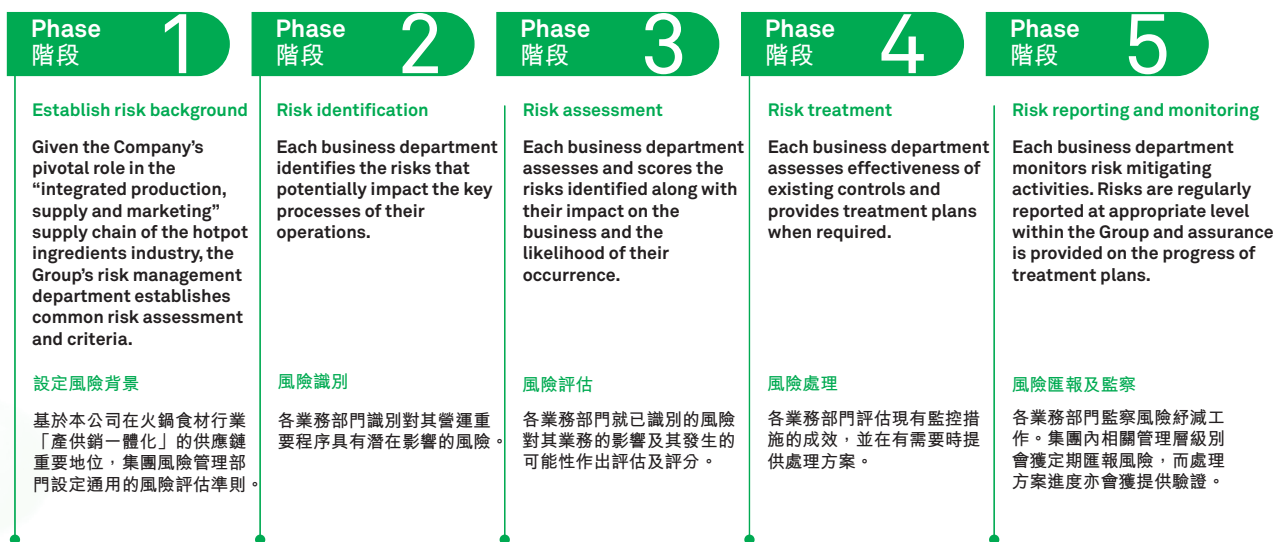 Phase
階段
1
Establish risk background
Given the Company’s
pivotal role in the
“integrated production,
supply and marketing”
supply chain of the hotpot
ingredients industry, the
Group’s risk management
department establishes
common risk assessment
and criteria.
設定風險背景
基於本公司在火鍋食材行業
「產供銷一體化」的供應鏈
重要地位，集團風險管理部
門設定通用的風險評估準則。
Phase
階段
2
Risk identification
Each business department
identifies the risks that
potentially impact the key
processes of their
operations.
風險識別
各業務部門識別對其營運重
要程序具有潛在影響的風險。
Phase
階段
3
Risk assessment
Each business department
assesses and scores the
risks identified along with
their impact on the
business and the
likelihood of their
occurrence.
風險評估
各業務部門就已識別的風險
對其業務的影響及其發生的
可能性作出評估及評分。
Phase
階段
4
Risk treatment
Each business department
assesses effectiveness of
existing controls and
provides treatment plans
when required.
風險處理
各業務部門評估現有監控措
施的成效，並在有需要時提
供處理方案。
Phase
階段
5
Risk reporting and monitoring
Each business department
monitors risk mitigating
activities. Risks are regularly
reported at appropriate level
within the Group and assurance
is provided on the progress of
treatment plans.
風險匯報及監察
各業務部門監察風險紓減工
作。集團內相關管理層級別
會獲定期匯報風險，而處理
方案進度亦會獲提供驗證。